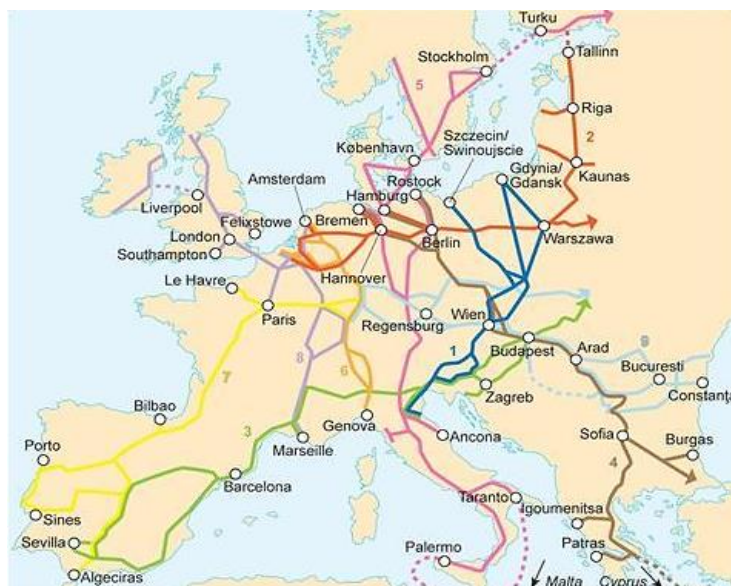 Turku
Stockholm
Tallinn
5
Riga
Szczecin/
Swinoujscie
2
København
Gdynia/
Gdansk
Kaunas
Rostock
Amsterdam
Hamburg
Liverpool
Bremen
Felixstowe
London
Berlin
Warszawa
Southampton
Hannover
Le Havre
Paris
Regensburg
Wien
Budapest
1
9
8
Arad
7
6
Bucuresti
Zagreb
Constanța
Bilbao
3
Genova
Porto
Marseille
Ancona
Sofia
Burgas
4
Barcelona
Taranto
Igoumenitsa
Sines
Sevilla
Palermo
Patras
Algeciras
Malta
Cyprus